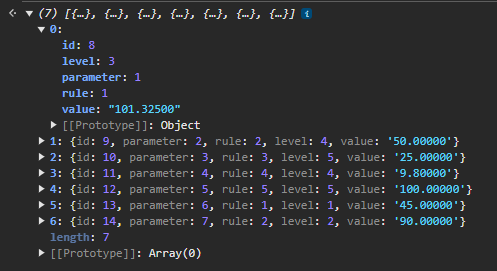 (7) [{…}, {…}, {…}, {…}, {…}, {…}, {…}] i
0:
id: 8
level: 3
parameter: 1
rule: 1
value: "101.32500"
[[Prototype]]: Object
1: {id: 9, parameter: 2, rule: 2, level: 4, value: '50.00000'}
2: {id: 10, parameter: 3, rule: 3, level: 5, value: '25.00000'}
3: {id: 11, parameter: 4, rule: 4, level: 4, value: '9.80000'}
4: {id: 12, parameter: 5, rule: 5, level: 5, value: '100.00000'}
5: {id: 13, parameter: 6, rule: 1, level: 1, value: '45.00000'}
6: {id: 14, parameter: 7, rule: 2, level: 2, value: '90.00000'}
length: 7
[[Prototype]]: Array(0)